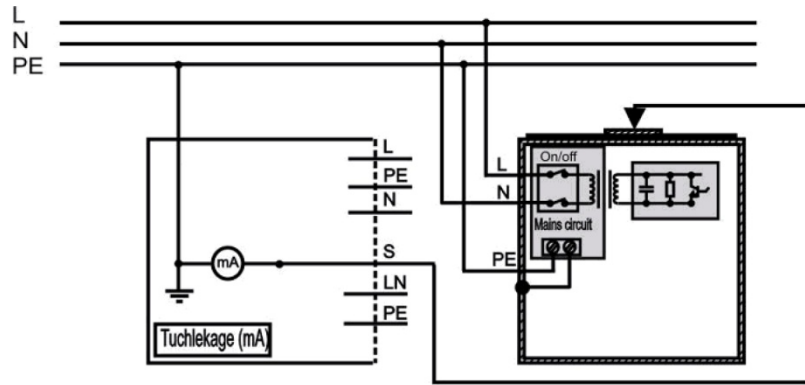 L
N
PE
L
PE
N
S
LN
PE
mA
Tuchlekage (mA)
On/off
L
N
Mains circuit
PE